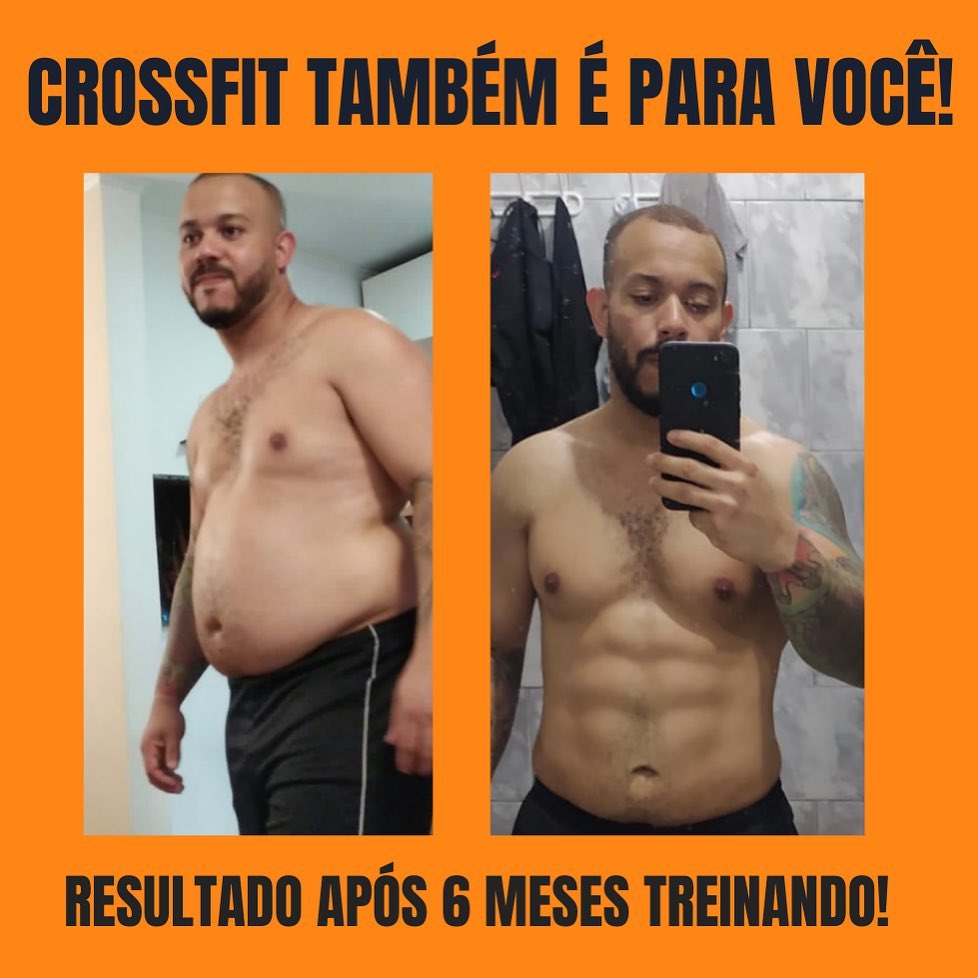 CROSSFIT TAMBÉM É PARA VOCÊ!
RESULTADO APÓS 6 MESES TREINANDO!